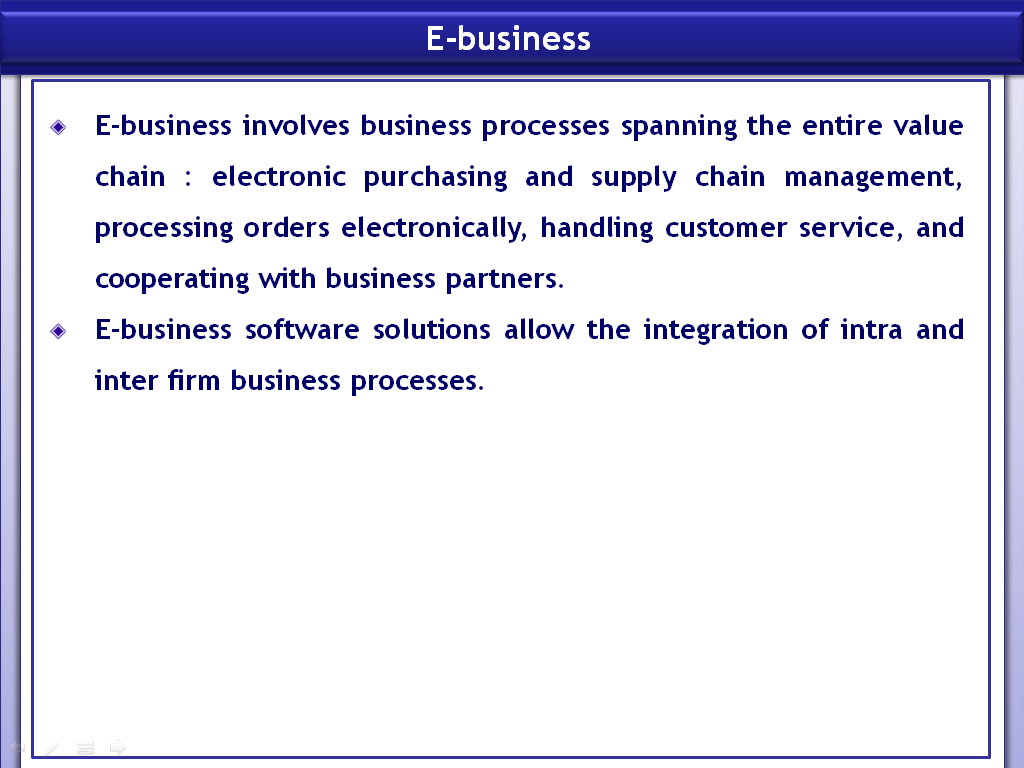 E-business
E-business involves business processes spanning the entire value
chain : electronic purchasing and supply chain management,
processing orders electronically, handling customer service, and
cooperating with business partners.
E-business software solutions allow the integration of intra and
inter firm business processes.